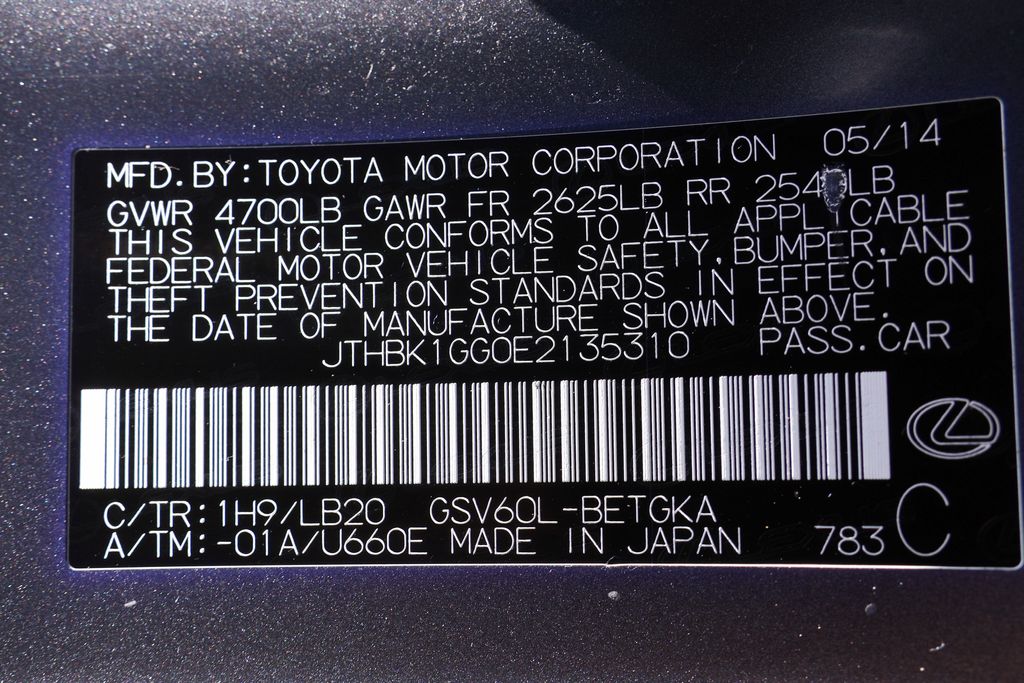 MFD.BY:TOYOTA MOTOR CORPORATION 05/14
GVWR 4700LB GAWR FR 2625LB RR
THIS VEHICLE CONFORMS TO ALL APPLICABLE
FEDERAL MOTOR VEHICLE SAFETY,BUMPER,AND
THEFT PREVENTION STANDARDS IN EFFECT ON
THE DATE OF MANUFACTURE SHOWN ABOVE.
JTHBK1GG0E2135310 PASS.CAR
C/TR:1H9/LB20 GSV60L-BETGKA
A/TM:-01A/U660E MADE IN JAPAN 783 C